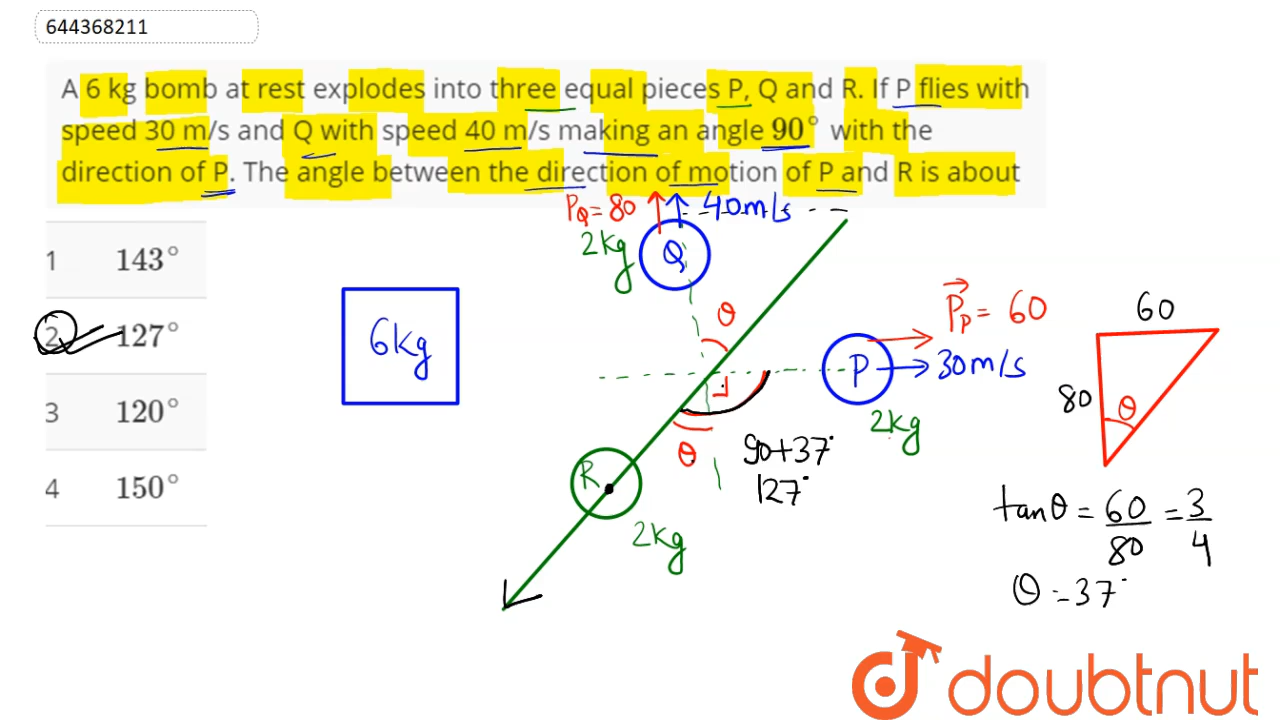 644368211
A 6 kg bomb at rest explodes into three equal pieces P, Q and R. If P flies with
speed 30 m/s and Q with speed 40 m/s making an angle 90° with the
direction of P. The angle between the direction of motion of P and R is about
1 143°
2 127°
3 120°
4 150°
P_Q = 80
40m/s
2kg
Q
6kg
θ
P⃗_P = 60
P
30m/s
2kg
60
80
θ
R
θ
90+37°
127°
2kg
tanθ = 60/80 = 3/4
θ = 37°
doubtnut